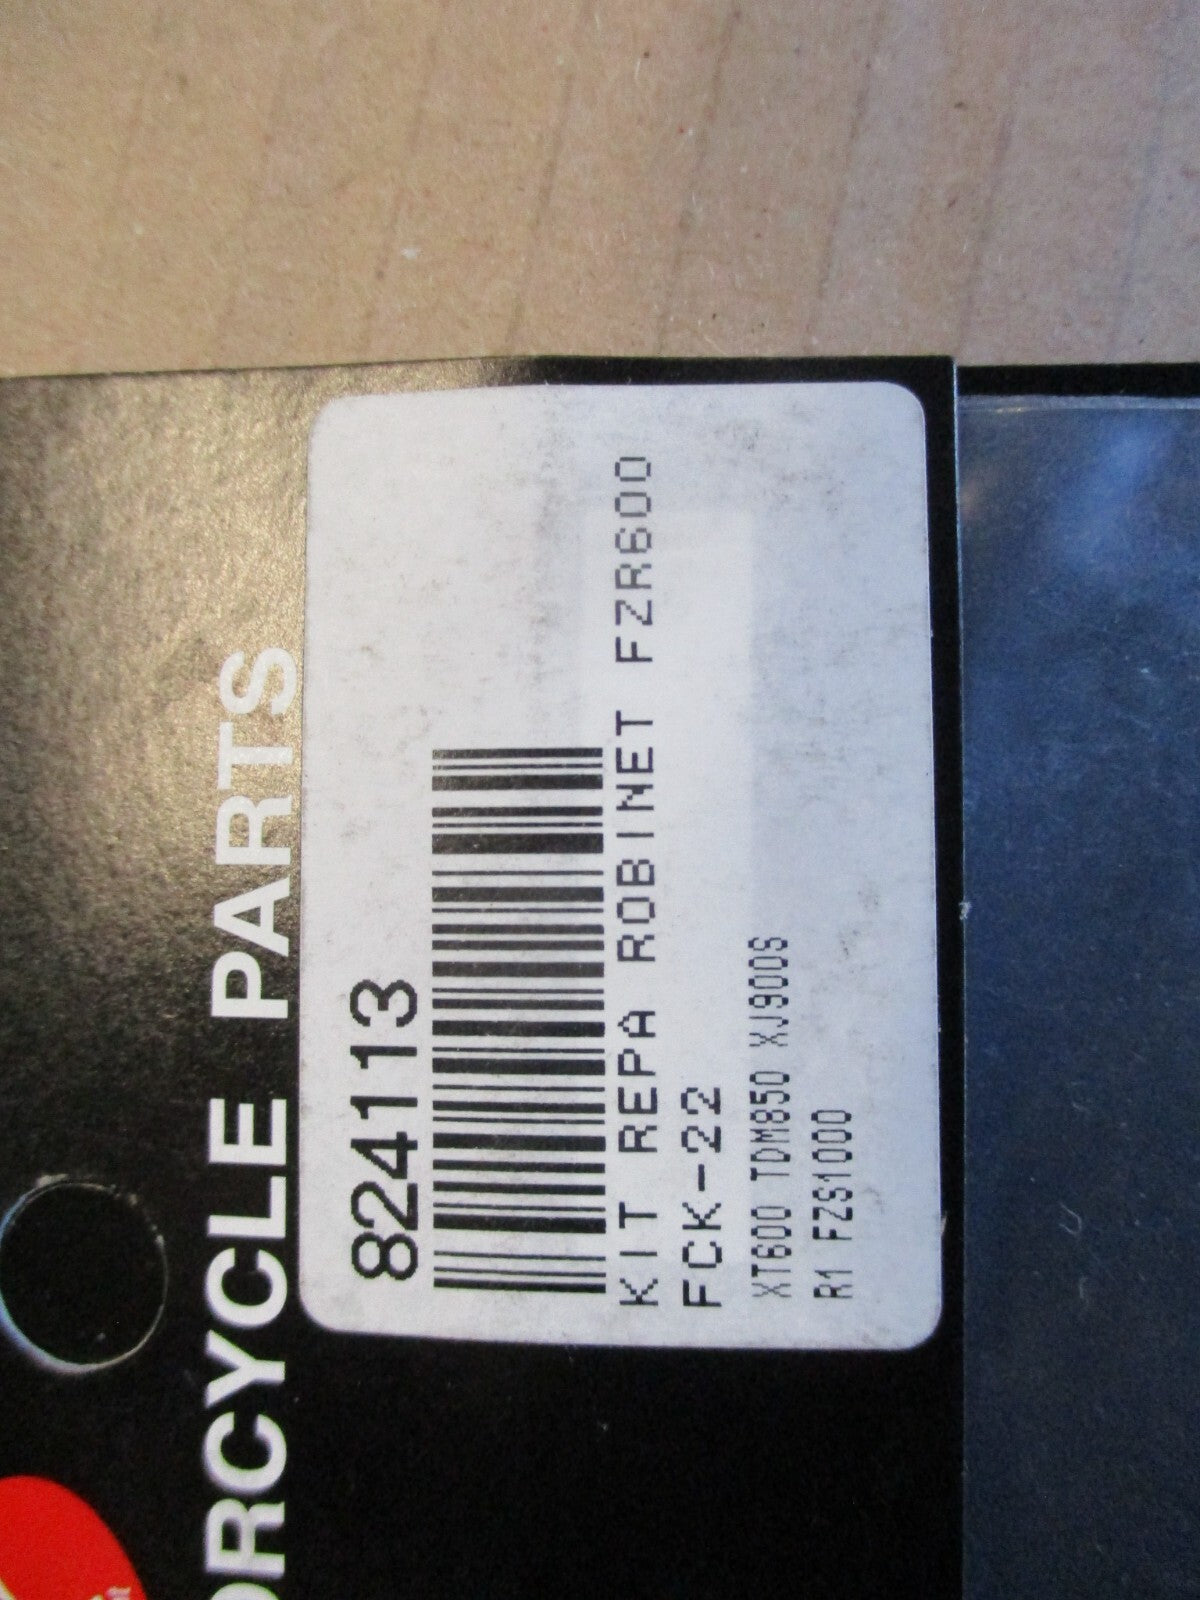 ORCYCLE PARTS
824113
KIT REPA ROBINET FZR600
FCK-22
XT600 TDM850 XJ900S
R1 FZS1000